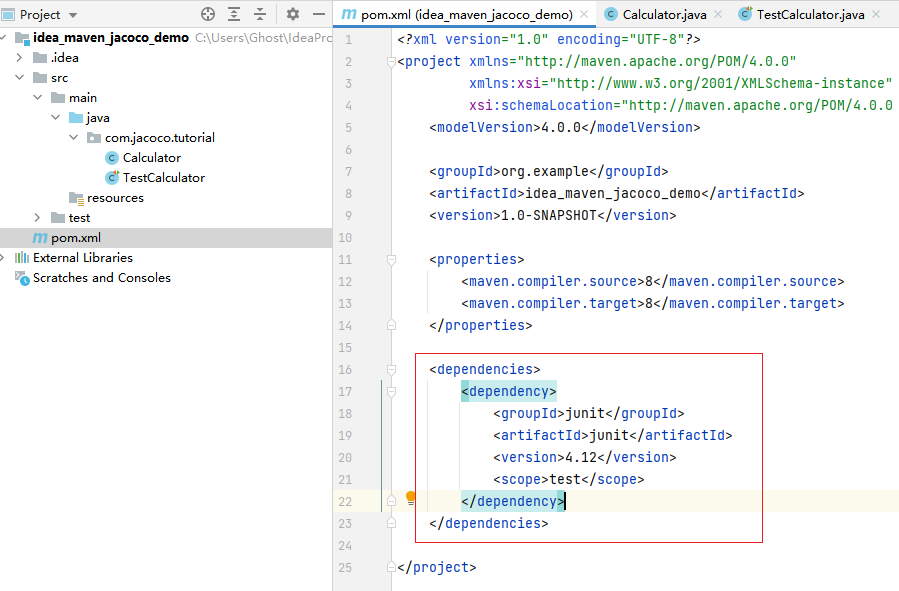 Project
pom.xml (idea_maven_jacoco_demo)
Calculator.java
TestCalculator.java
idea_maven_jacoco_demo C:\Users\Ghost\IdeaPro
.idea
src
main
java
com.jacoco.tutorial
Calculator
TestCalculator
resources
test
pom.xml
External Libraries
Scratches and Consoles
1 <?xml version="1.0" encoding="UTF-8"?>
2 <project xmlns="http://maven.apache.org/POM/4.0.0"
3 xmlns:xsi="http://www.w3.org/2001/XMLSchema-instance"
4 xsi:schemaLocation="http://maven.apache.org/POM/4.0.0
5 <modelVersion>4.0.0</modelVersion>
6
7 <groupId>org.example</groupId>
8 <artifactId>idea_maven_jacoco_demo</artifactId>
9 <version>1.0-SNAPSHOT</version>
10
11 <properties>
12 <maven.compiler.source>8</maven.compiler.source>
13 <maven.compiler.target>8</maven.compiler.target>
14 </properties>
15
16 <dependencies>
17 <dependency>
18 <groupId>junit</groupId>
19 <artifactId>junit</artifactId>
20 <version>4.12</version>
21 <scope>test</scope>
22 </dependency>
23 </dependencies>
24
25 </project>